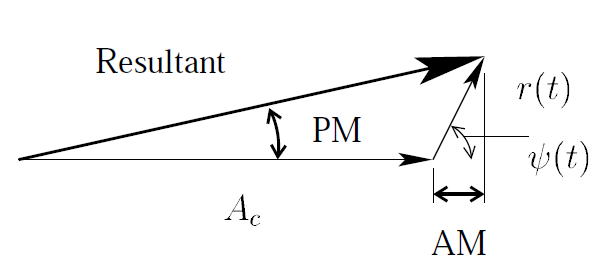 Resultant
r(t)
PM
ψ(t)
A_c
AM